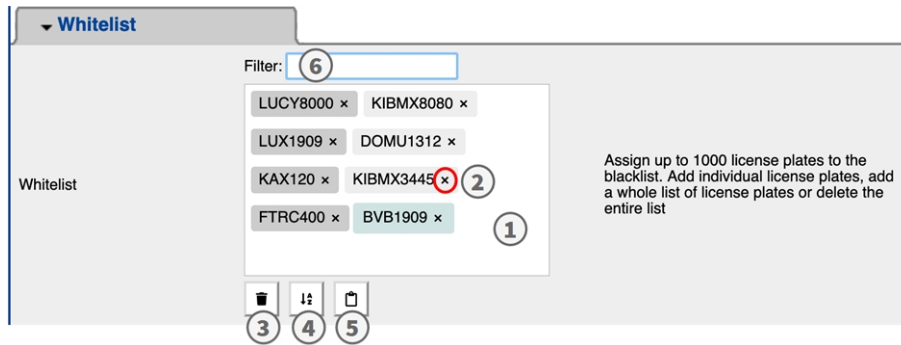 Whitelist
Filter: 6
LUCY8000 × KIBMX8080 ×
LUX1909 × DOMU1312 ×
KAX120 × KIBMX3445 × 2
FTRC400 × BVB1909 ×
1
Whitelist
Assign up to 1000 license plates to the
blacklist. Add individual license plates, add
a whole list of license plates or delete the
entire list
3 4 5